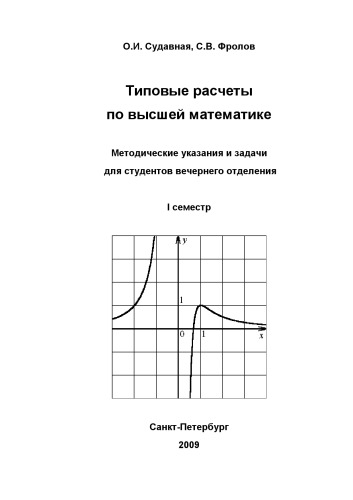 О.И. Судавная, С.В. Фролов
Типовые расчеты
по высшей математике
Методические указания и задачи
для студентов вечернего отделения
I семестр
y
1
0
1
x
Санкт-Петербург
2009